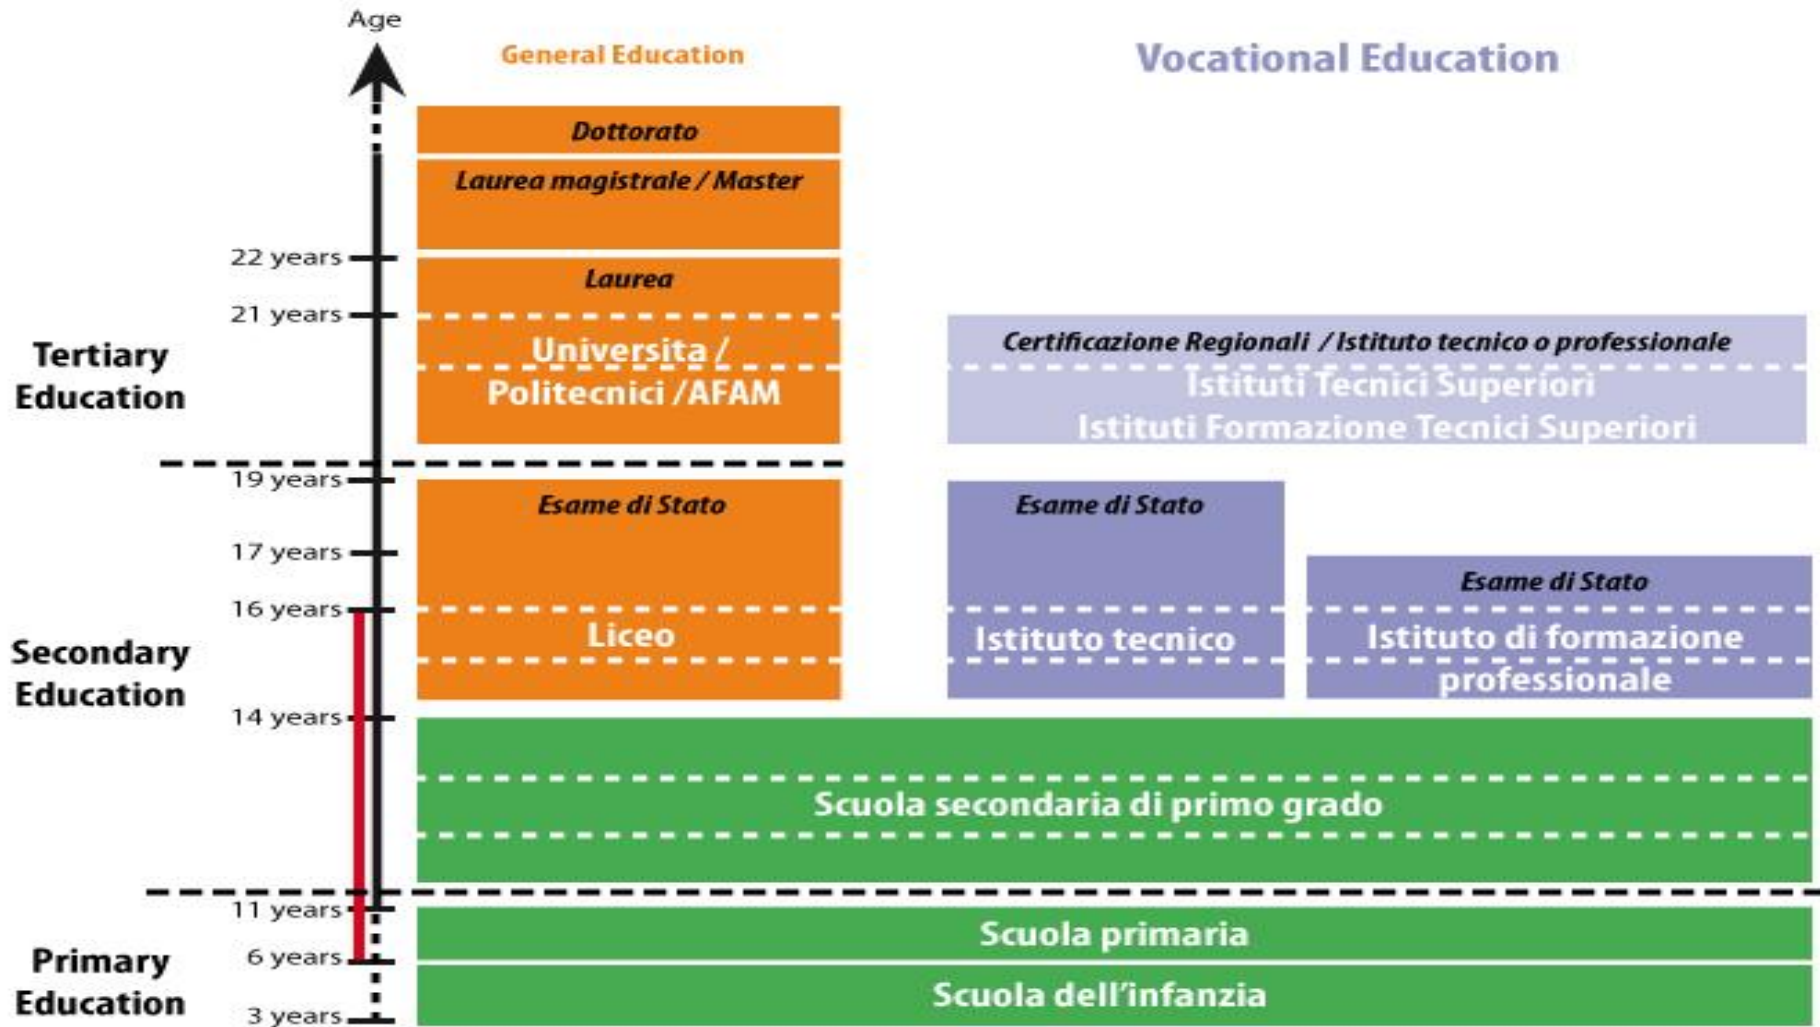 Age
General Education
Vocational Education
Dottorato
Laurea magistrale / Master
22 years
Laurea
21 years
Tertiary
Education
Universita /
Politecnici /AFAM
Certificazione Regionali / Istituto tecnico o professionale
Istituti Tecnici Superiori
Istituti Formazione Tecnici Superiori
19 years
Esame di Stato
Esame di Stato
17 years
Esame di Stato
16 years
Secondary
Education
Liceo
Istituto tecnico
Istituto di formazione
professionale
14 years
Scuola secondaria di primo grado
11 years
Scuola primaria
Primary
Education
6 years
Scuola dell'infanzia
3 years